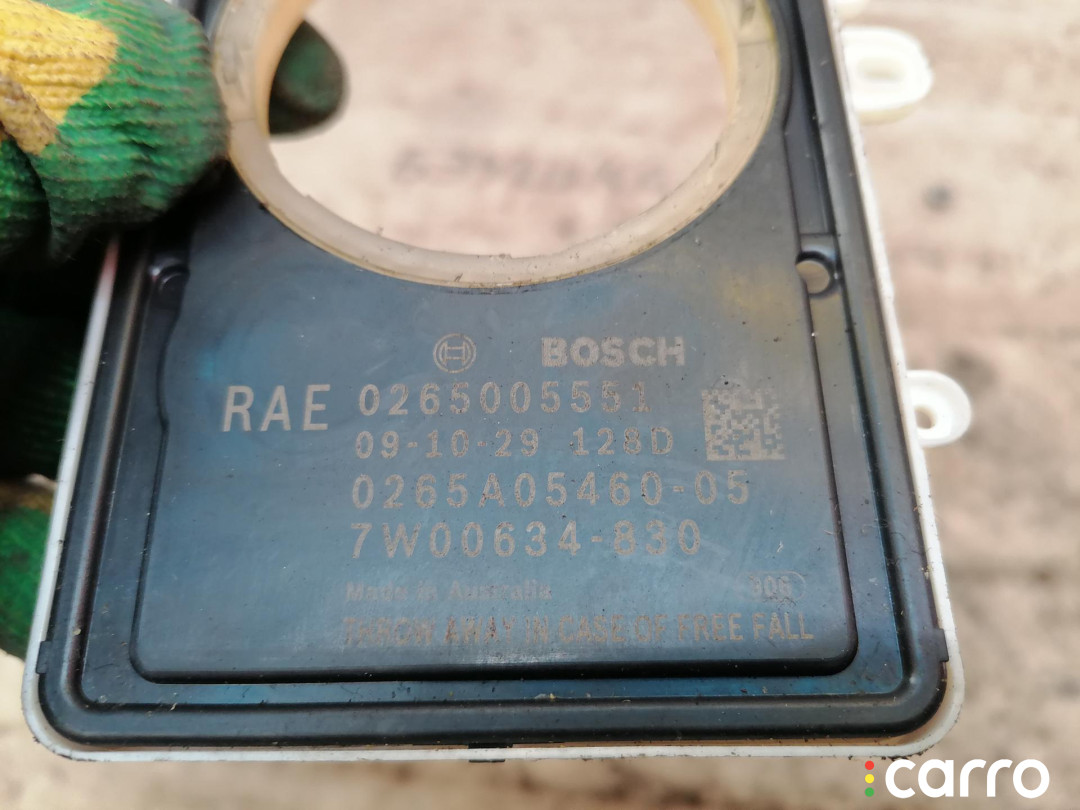 BOSCH
RAE 0265005551
09-10-29 128D
0265A05460-05
7W00634-830
Made in Australia 906
THROW AWAY IN CASE OF FREE FALL
carro